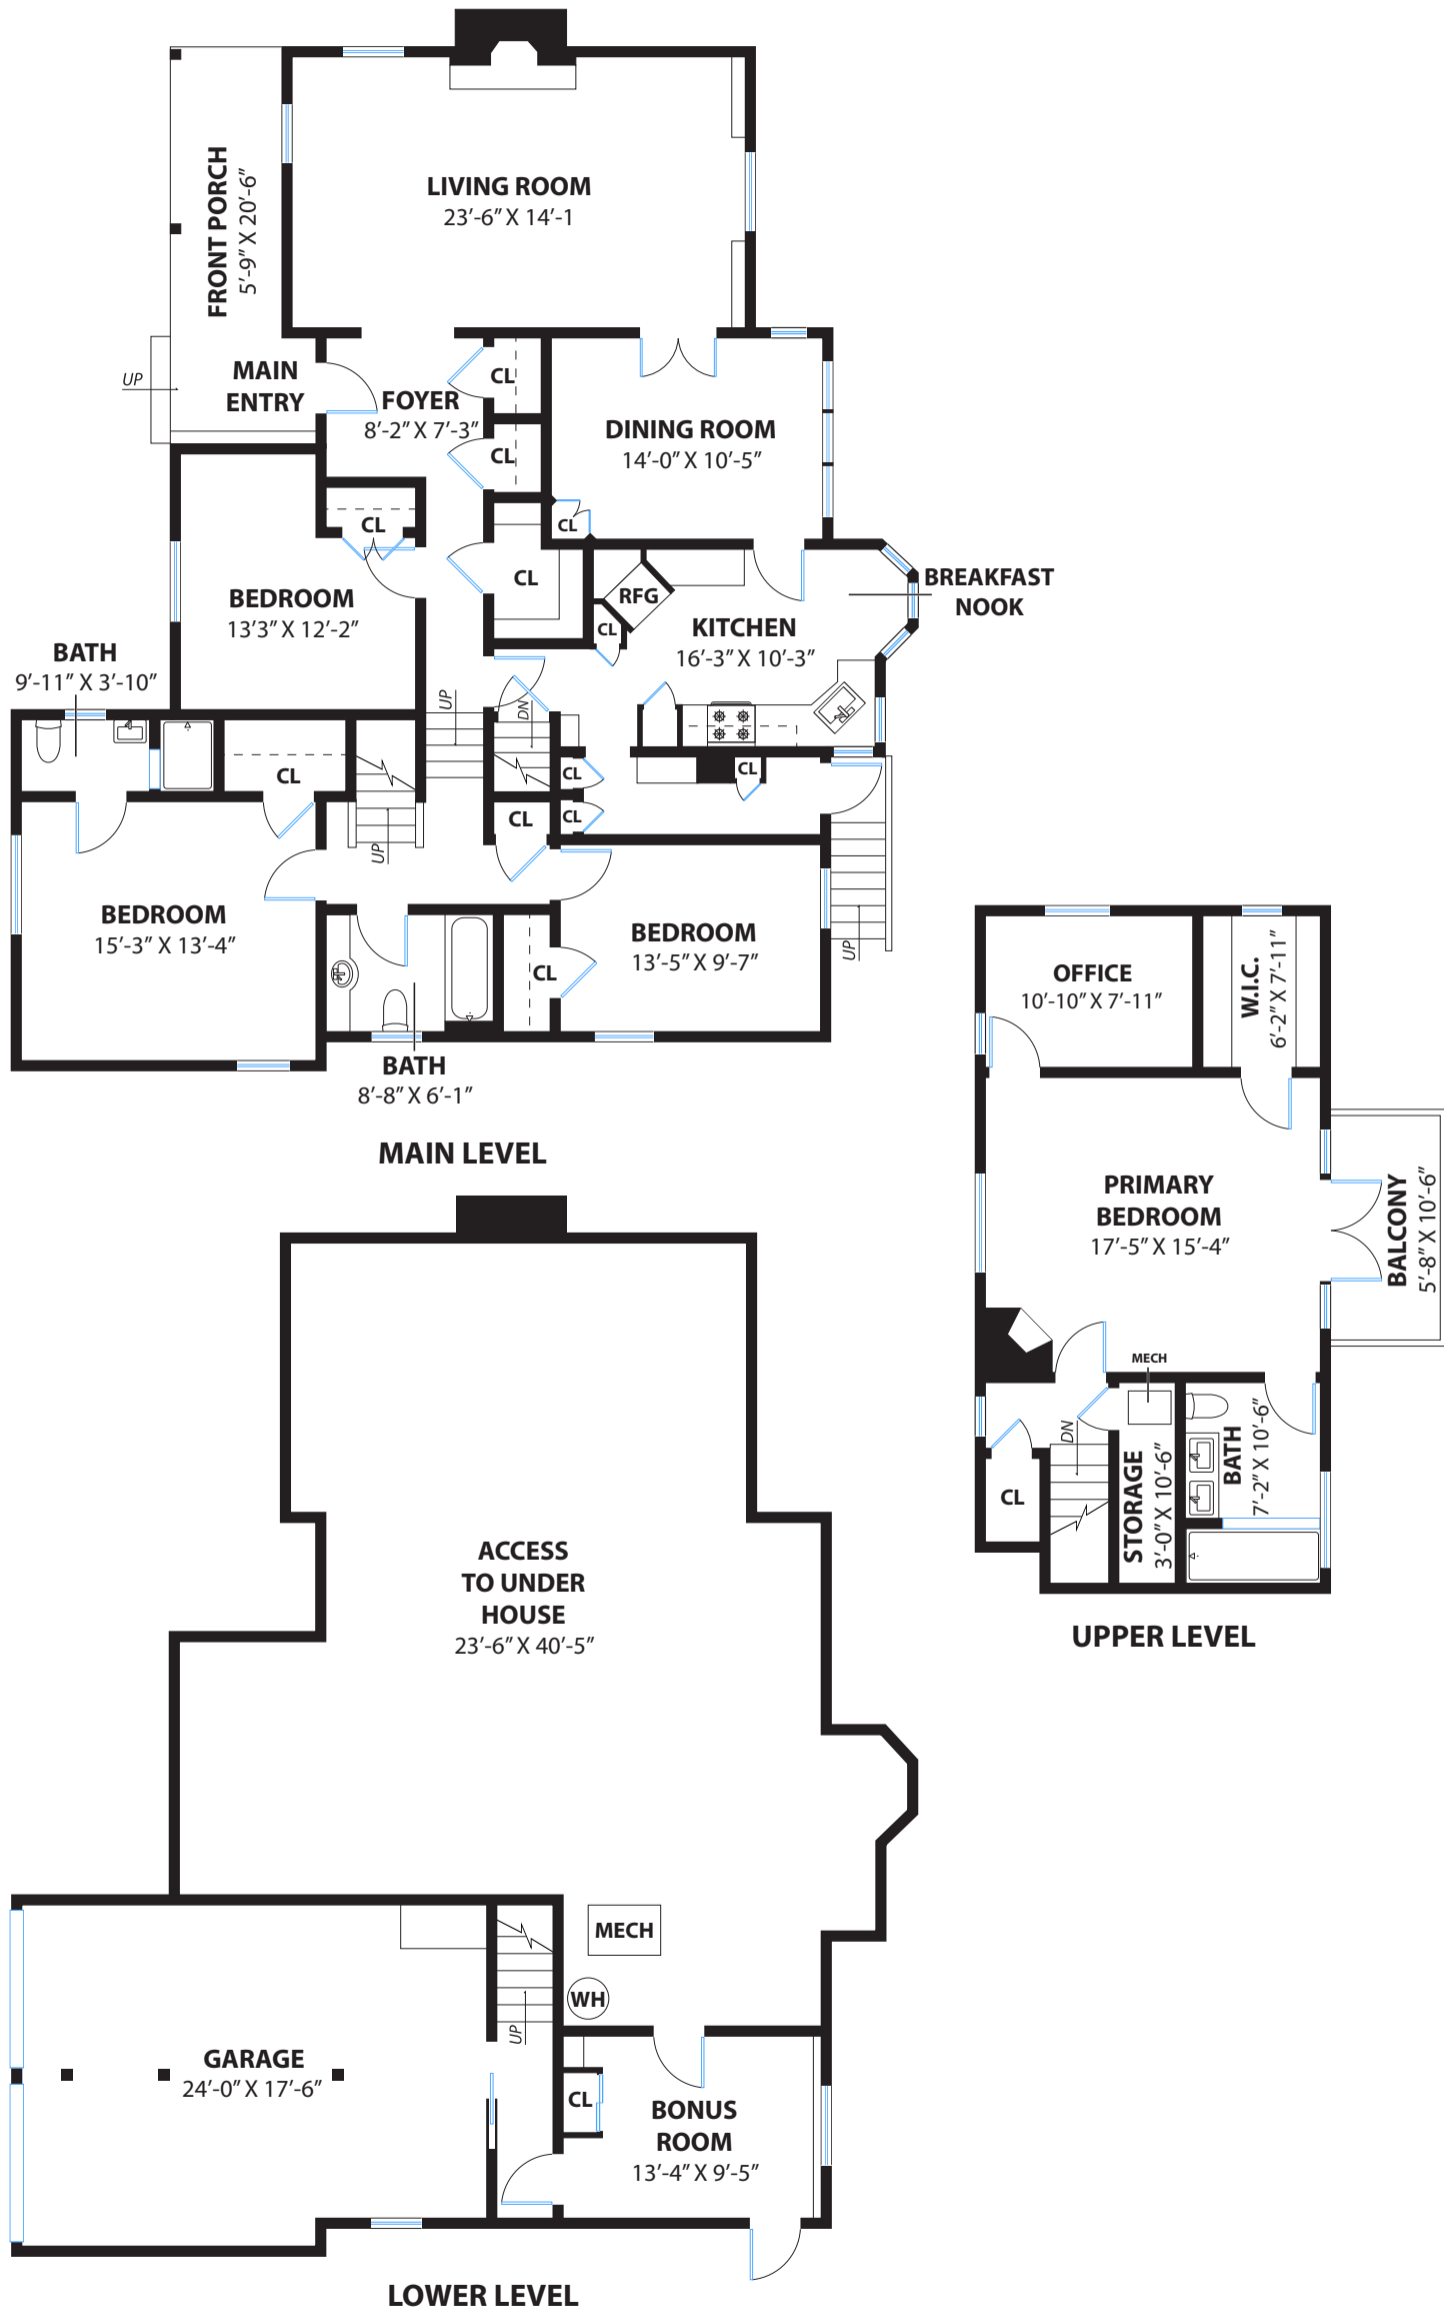 FRONT PORCH
5’-9” X 20’-6”
LIVING ROOM
23’-6” X 14’-1
UP
MAIN
ENTRY
FOYER
8’-2” X 7’-3”
CL
CL
DINING ROOM
14’-0” X 10’-5”
CL
CL
CL
RFG
CL
BREAKFAST
NOOK
KITCHEN
16’-3” X 10’-3”
BEDROOM
13’3” X 12’-2”
BATH
9’-11” X 3’-10”
UP
DN
CL
CL
CL
CL
CL
UP
BEDROOM
15’-3” X 13’-4”
BEDROOM
13’-5” X 9’-7”
CL
UP
BATH
8’-8” X 6’-1”
MAIN LEVEL
OFFICE
10’-10” X 7’-11”
W.I.C.
6’-2” X 7’-11”
PRIMARY
BEDROOM
17’-5” X 15’-4”
BALCONY
5’-8” X 10’-6”
MECH
DN
CL
STORAGE
3’-0” X 10’-6”
BATH
7’-2” X 10’-6”
UPPER LEVEL
ACCESS
TO UNDER
HOUSE
23’-6” X 40’-5”
MECH
WH
UP
GARAGE
24’-0” X 17’-6”
CL
BONUS
ROOM
13’-4” X 9’-5”
LOWER LEVEL